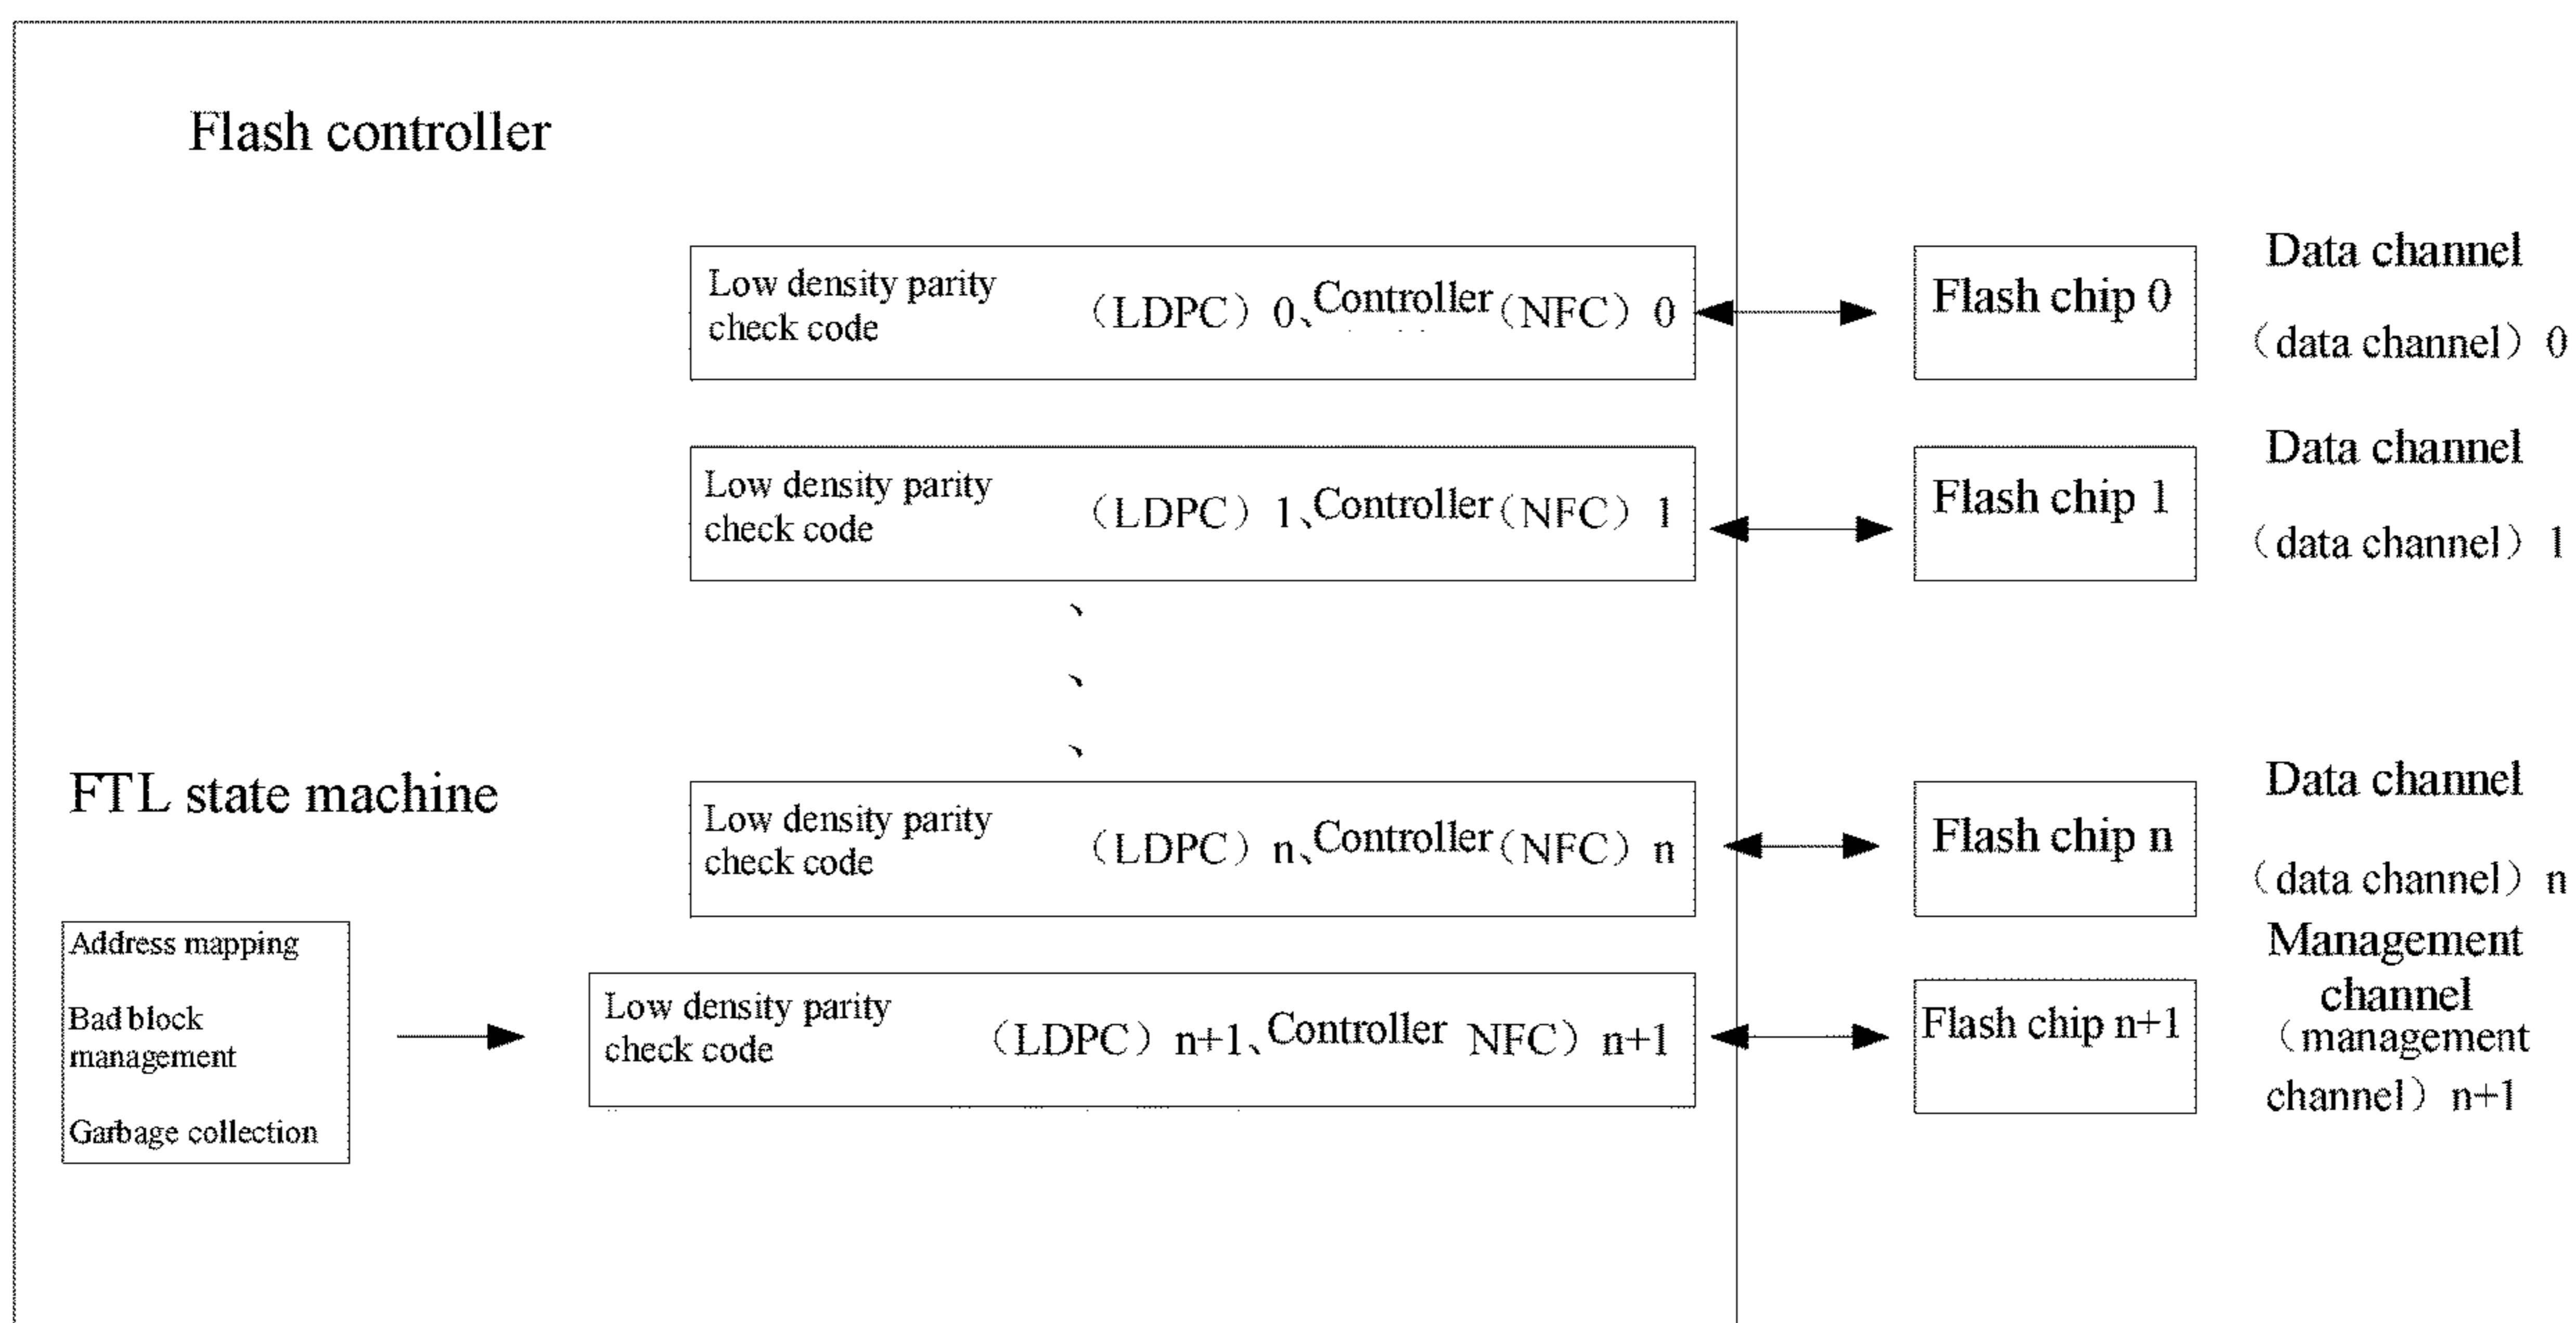 Flash controller
Low density parity
check code
（LDPC）0、Controller（NFC）0
Flash chip 0
Data channel
（data channel）0
Low density parity
check code
（LDPC）1、Controller（NFC）1
Flash chip 1
Data channel
（data channel）1
、
、
、
FTL state machine
Low density parity
check code
（LDPC）n、Controller（NFC）n
Flash chip n
Data channel
（data channel）n
Address mapping
Bad block
management
Garbage collection
Low density parity
check code
（LDPC）n+1、Controller NFC）n+1
Flash chip n+1
Management
channel
（management
channel）n+1